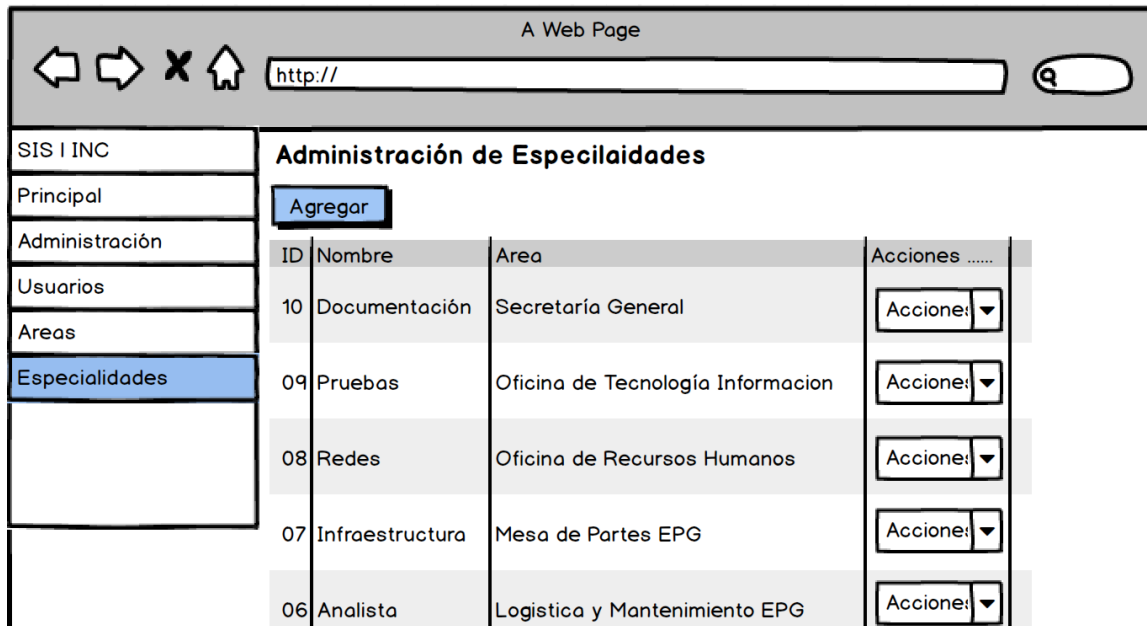 A Web Page
http://
SIS I INC
Principal
Administración
Usuarios
Areas
Especialidades
Administración de Especilaidades
Agregar
ID Nombre Area Acciones ......
10 Documentación Secretaría General Acciones
09 Pruebas Oficina de Tecnología Informacion Acciones
08 Redes Oficina de Recursos Humanos Acciones
07 Infraestructura Mesa de Partes EPG Acciones
06 Analista Logistica y Mantenimiento EPG Acciones